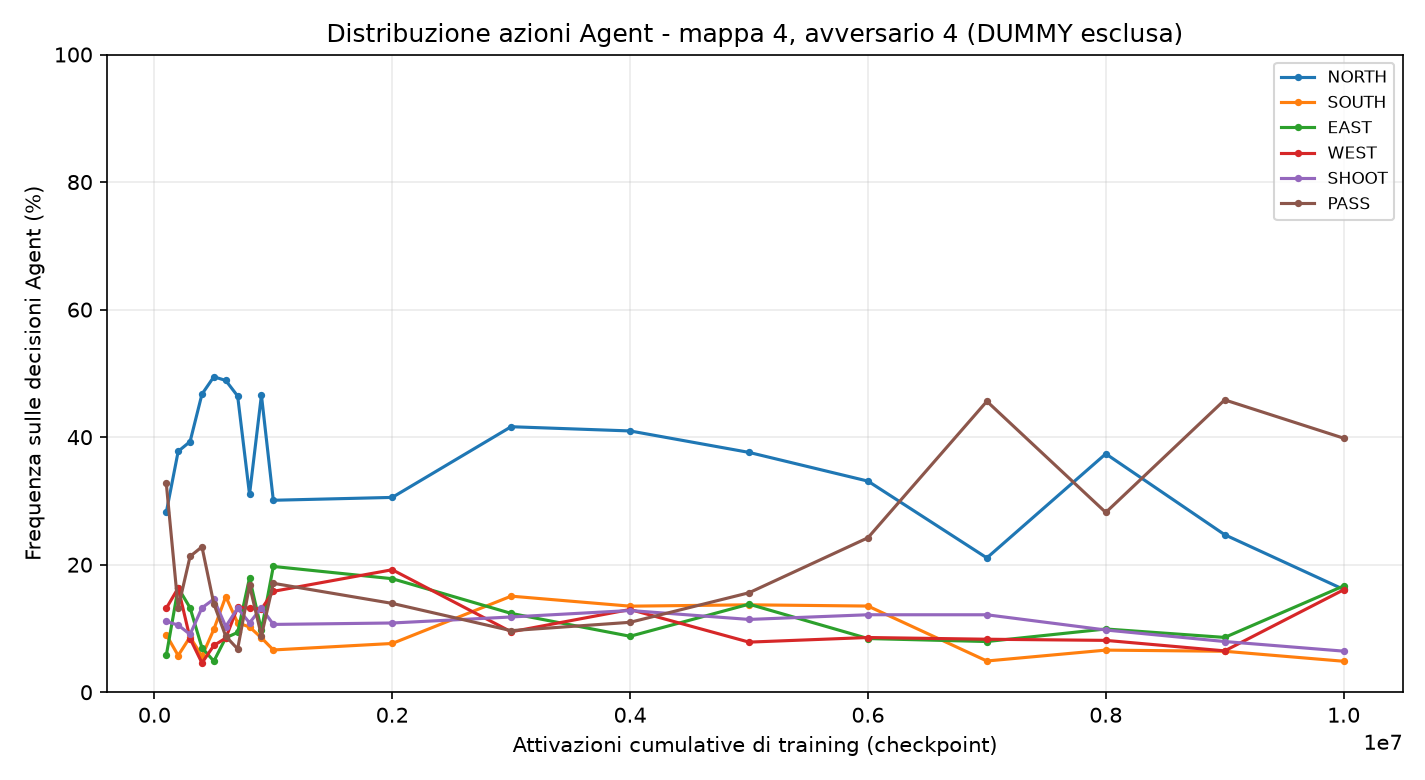 Distribuzione azioni Agent - mappa 4, avversario 4 (DUMMY esclusa)
100
80
60
40
20
0
Frequenza sulle decisioni Agent (%)
NORTH
SOUTH
EAST
WEST
SHOOT
PASS
0.0
0.2
0.4
0.6
0.8
1.0
1e7
Attivazioni cumulative di training (checkpoint)